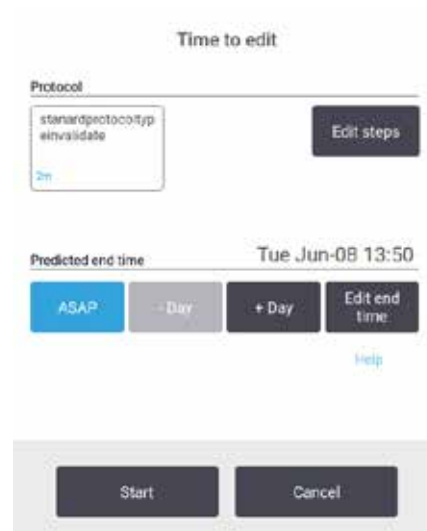 Time to edit
Protocol
stanardprotocoltyp
einvalidate
Edit steps
2m
Predicted end time
Tue Jun-08 13:50
ASAP
- Day
+ Day
Edit end
time
Help
Start
Cancel